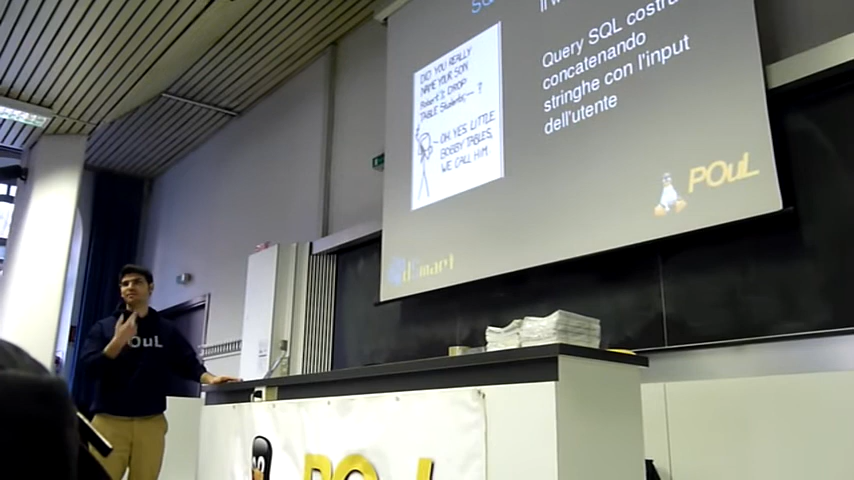 DID YOU REALLY
NAME YOUR SON
Robert'); DROP
TABLE Students;-- ?
OH, YES. LITTLE
BOBBY TABLES,
WE CALL HIM
Query SQL costruite
concatenando
stringhe con l'input
dell'utente
POuL
POuL
POuL